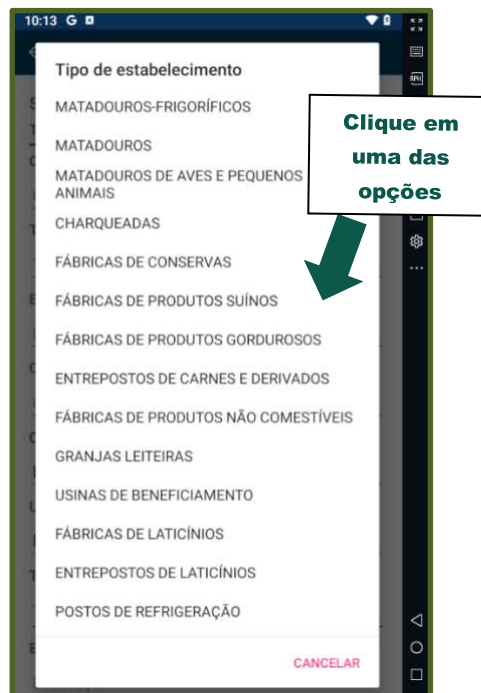 10:13 G
Tipo de estabelecimento
MATADOUROS-FRIGORÍFICOS
Clique em
uma das
opções
MATADOUROS
MATADOUROS DE AVES E PEQUENOS
ANIMAIS
CHARQUEADAS
FÁBRICAS DE CONSERVAS
FÁBRICAS DE PRODUTOS SUÍNOS
FÁBRICAS DE PRODUTOS GORDUROSOS
ENTREPOSTOS DE CARNES E DERIVADOS
FÁBRICAS DE PRODUTOS NÃO COMESTÍVEIS
GRANJAS LEITEIRAS
USINAS DE BENEFICIAMENTO
FÁBRICAS DE LATICÍNIOS
ENTREPOSTOS DE LATICÍNIOS
POSTOS DE REFRIGERAÇÃO
CANCELAR